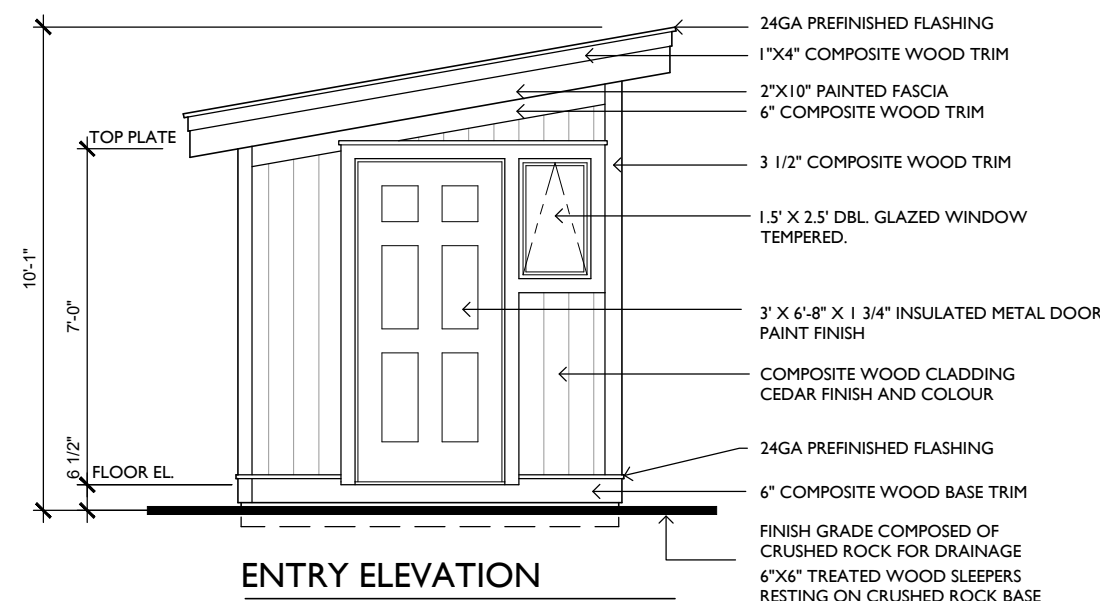 24GA PREFINISHED FLASHING
1"X4" COMPOSITE WOOD TRIM
2"X10" PAINTED FASCIA
6" COMPOSITE WOOD TRIM
TOP PLATE
3 1/2" COMPOSITE WOOD TRIM
1.5' X 2.5' DBL. GLAZED WINDOW
TEMPERED.
10'-1"
7'-0"
3' X 6'-8" X 1 3/4" INSULATED METAL DOOR
PAINT FINISH
COMPOSITE WOOD CLADDING
CEDAR FINISH AND COLOUR
6 1/2"
FLOOR EL.
24GA PREFINISHED FLASHING
6" COMPOSITE WOOD BASE TRIM
FINISH GRADE COMPOSED OF
CRUSHED ROCK FOR DRAINAGE
6"X6" TREATED WOOD SLEEPERS
RESTING ON CRUSHED ROCK BASE
ENTRY ELEVATION